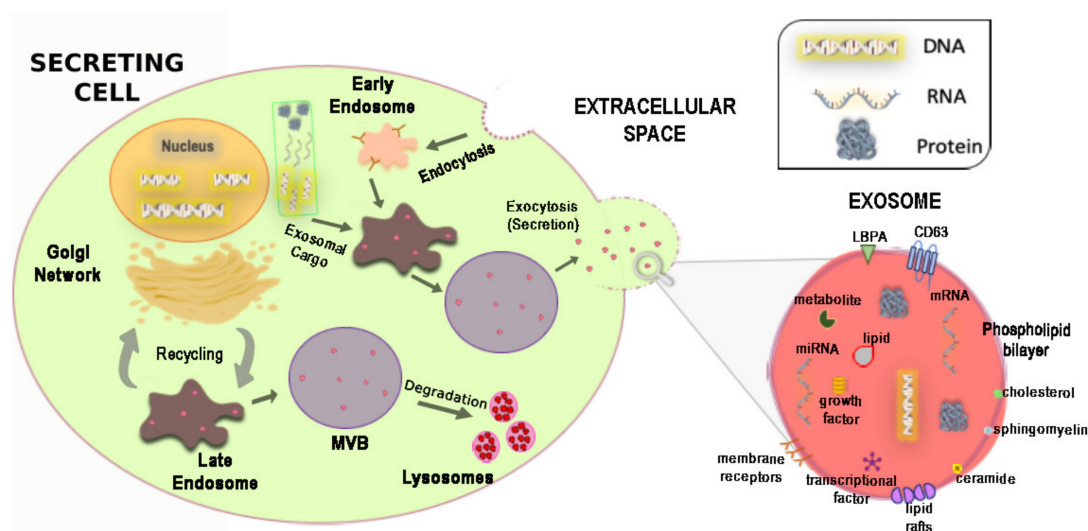 SECRETING
CELL
Nucleus
Golgl
Network
Early
Endosome
Endocytosis
Exosomal
Cargo
Exocytosis
(Secretion)
EXTRACELLULAR
SPACE
Recycling
Late
Endosome
MVB
Degradation
Lysosomes
DNA
RNA
Protein
EXOSOME
LBPA
CD63
metabolite
mRNA
Phospholipid
bilayer
lipid
miRNA
growth
factor
cholesterol
sphingomyelin
membrane
receptors
transcriptional
factor
ceramide
lipid
rafts